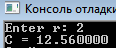 Консоль отладки
Enter r: 2
C = 12.560000